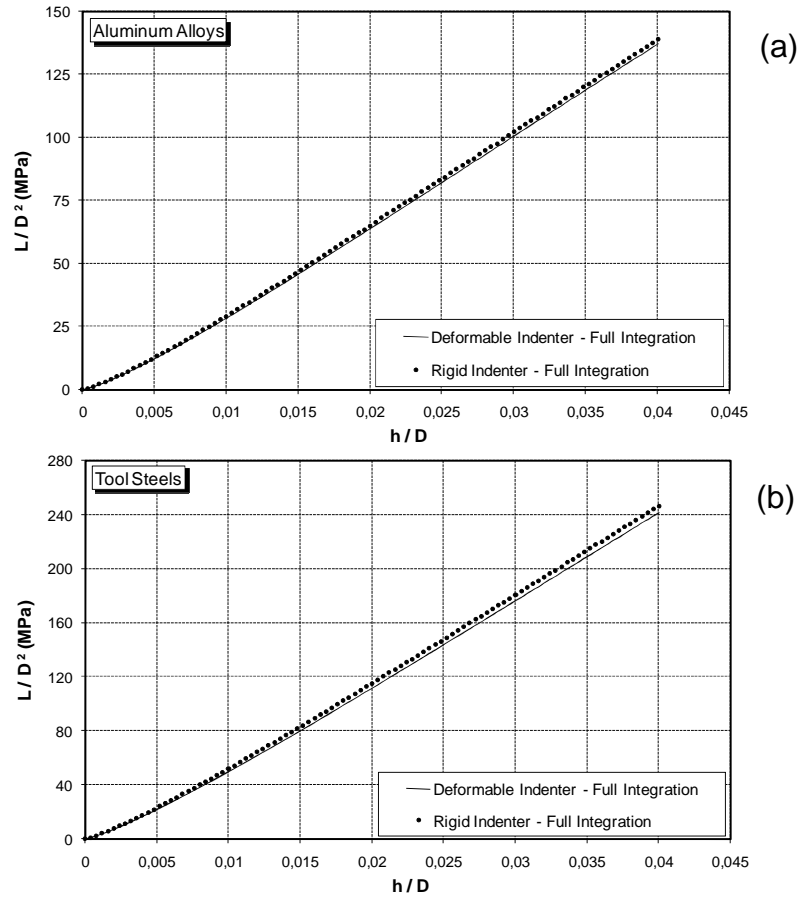 Aluminum Alloys
(a)
L / D ² (MPa)
150
125
100
75
50
25
0
0 0,005 0,01 0,015 0,02 0,025 0,03 0,035 0,04 0,045
h / D
Deformable Indenter - Full Integration
Rigid Indenter - Full Integration
Tool Steels
(b)
L / D ² (MPa)
280
240
200
160
120
80
40
0
0 0,005 0,01 0,015 0,02 0,025 0,03 0,035 0,04 0,045
h / D
Deformable Indenter - Full Integration
Rigid Indenter - Full Integration